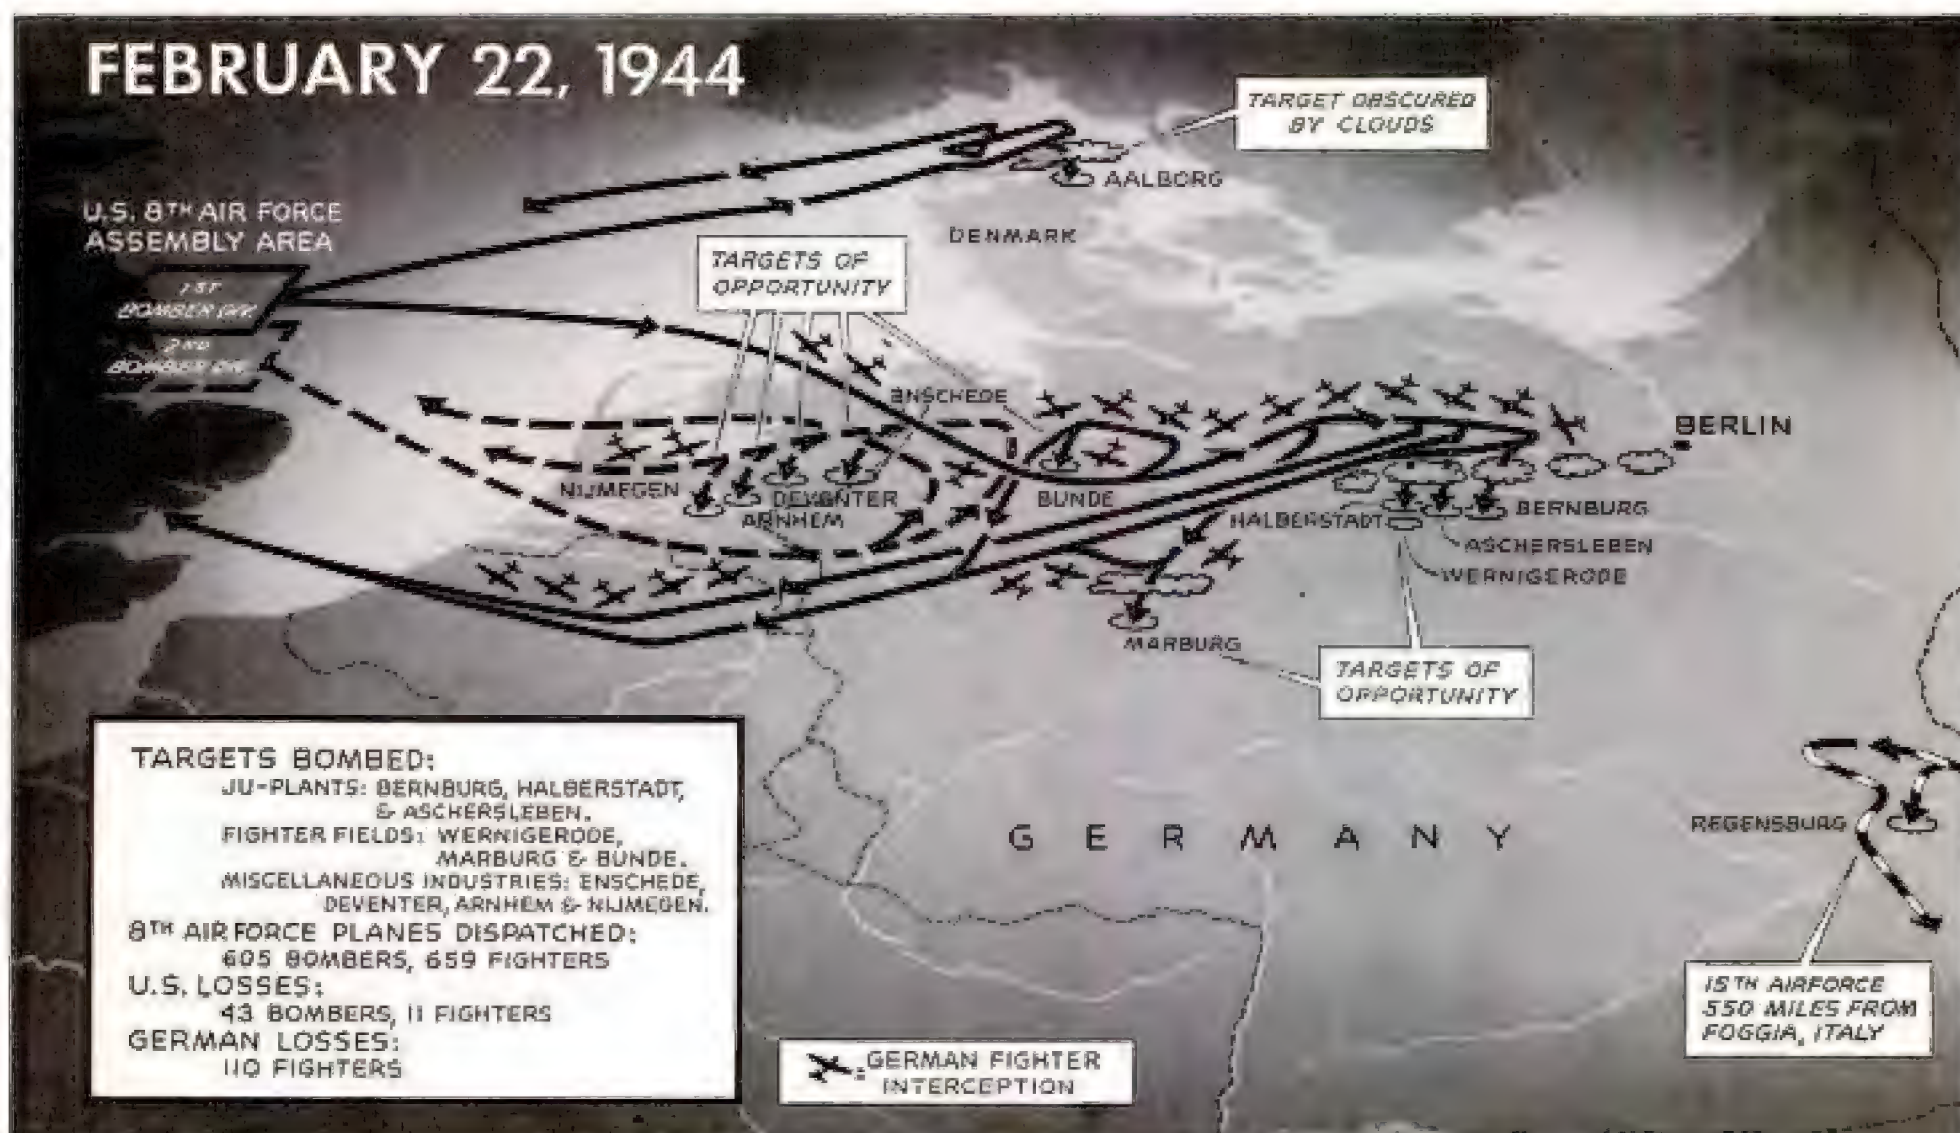 FEBRUARY 22, 1944
TARGET OBSCURED
BY CLOUDS
AALBORG
U.S. 8TH AIR FORCE
ASSEMBLY AREA
DENMARK
TARGETS OF
OPPORTUNITY
1ST
BOMBER DIV.
2ND
BOMBER DIV.
ENSCHEDE
BERLIN
NIJMEGEN
DEVENTER
ARNHEM
BUNDE
HALBERSTADT
BERNBURG
ASCHERSLEBEN
WERNIGERODE
MARBURG
TARGETS OF
OPPORTUNITY
TARGETS BOMBED:
JU-PLANTS: BERNBURG, HALBERSTADT,
& ASCHERSLEBEN.
FIGHTER FIELDS: WERNIGERODE,
MARBURG & BUNDE.
MISCELLANEOUS INDUSTRIES: ENSCHEDE,
DEVENTER, ARNHEM & NIJMEGEN.
8TH AIR FORCE PLANES DISPATCHED:
605 BOMBERS, 659 FIGHTERS
U.S. LOSSES:
43 BOMBERS, 11 FIGHTERS
GERMAN LOSSES:
110 FIGHTERS
GERMANY
REGENSBURG
15TH AIRFORCE
550 MILES FROM
FOGGIA, ITALY
= GERMAN FIGHTER
INTERCEPTION